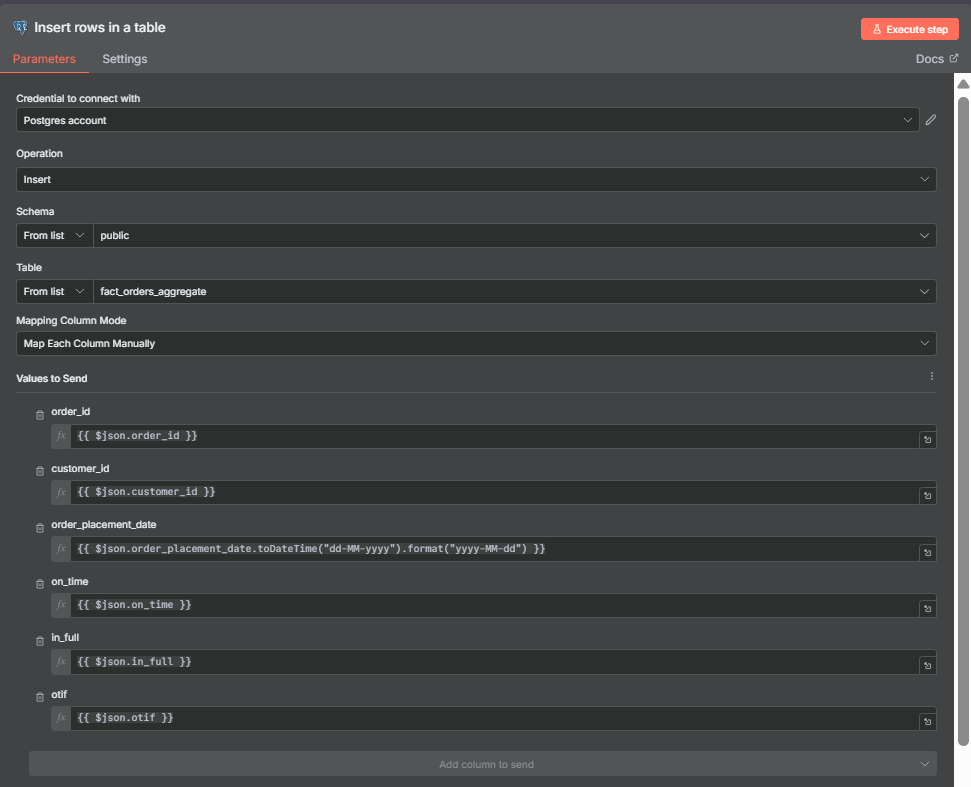 Insert rows in a table
Execute step
Parameters
Settings
Docs
Credential to connect with
Postgres account
Operation
Insert
Schema
From list
public
Table
From list
fact_orders_aggregate
Mapping Column Mode
Map Each Column Manually
Values to Send
order_id
fx
{{ $json.order_id }}
customer_id
fx
{{ $json.customer_id }}
order_placement_date
fx
{{ $json.order_placement_date.toDateTime("dd-MM-yyyy").format("yyyy-MM-dd") }}
on_time
fx
{{ $json.on_time }}
in_full
fx
{{ $json.in_full }}
otif
fx
{{ $json.otif }}
Add column to send